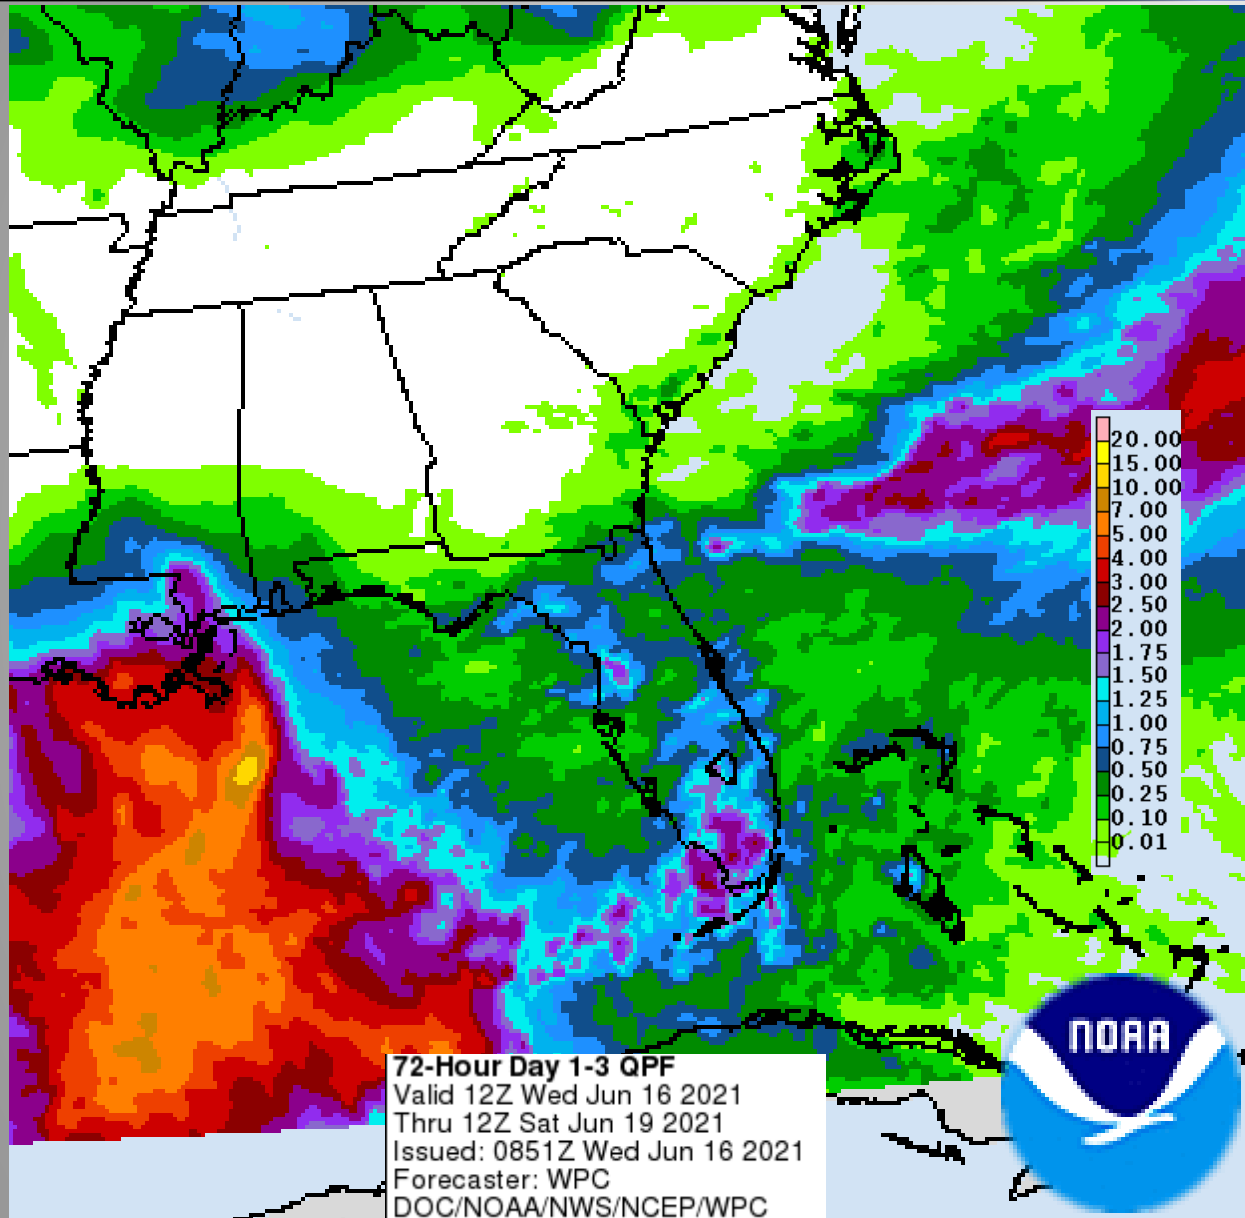 20.00
15.00
10.00
7.00
5.00
4.00
3.00
2.50
2.00
1.75
1.50
1.25
1.00
0.75
0.50
0.25
0.10
0.01
NOAA
72-Hour Day 1-3 QPF
Valid 12Z Wed Jun 16 2021
Thru 12Z Sat Jun 19 2021
Issued: 0851Z Wed Jun 16 2021
Forecaster: WPC
DOC/NOAA/NWS/NCEP/WPC